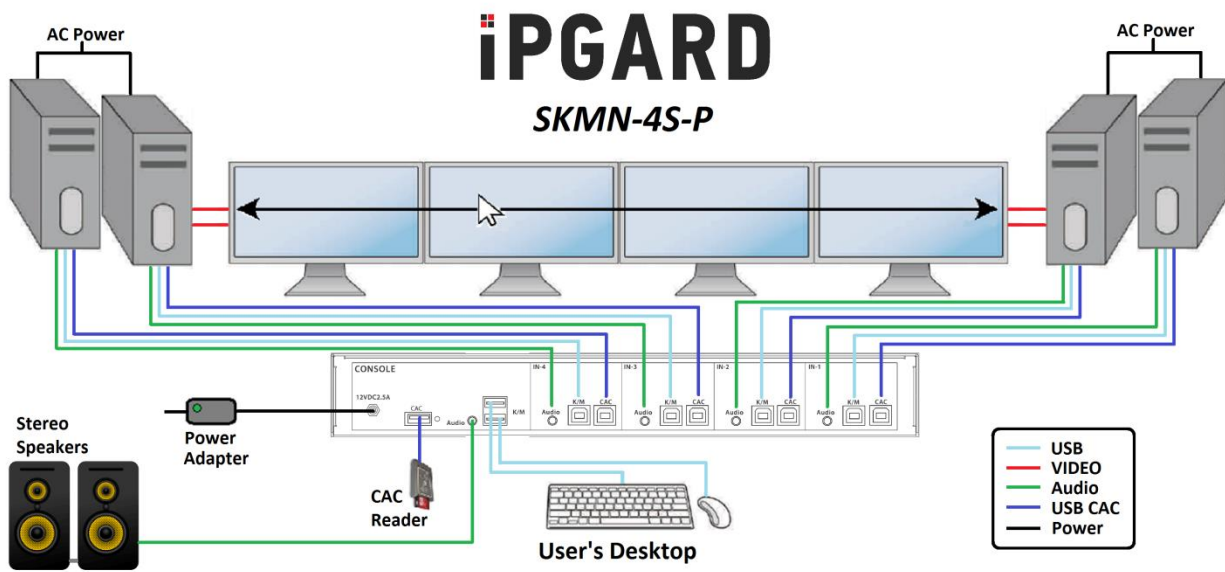 AC Power
iPGARD
AC Power
SKMN-4S-P
CONSOLE
IN-4
IN-3
IN-2
IN-1
12VDC2.5A
CAC
Audio
K/M
Audio
K/M
CAC
Audio
K/M
CAC
Audio
K/M
CAC
Audio
K/M
CAC
Stereo
Speakers
Power
Adapter
CAC
Reader
User's Desktop
USB
VIDEO
Audio
USB CAC
Power